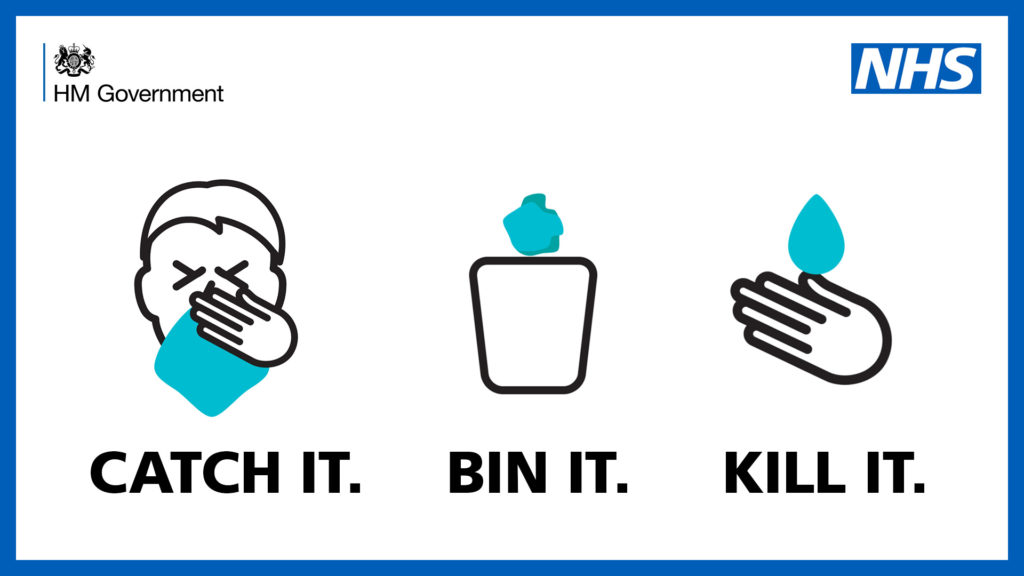 HM Government
NHS
CATCH IT. BIN IT. KILL IT.